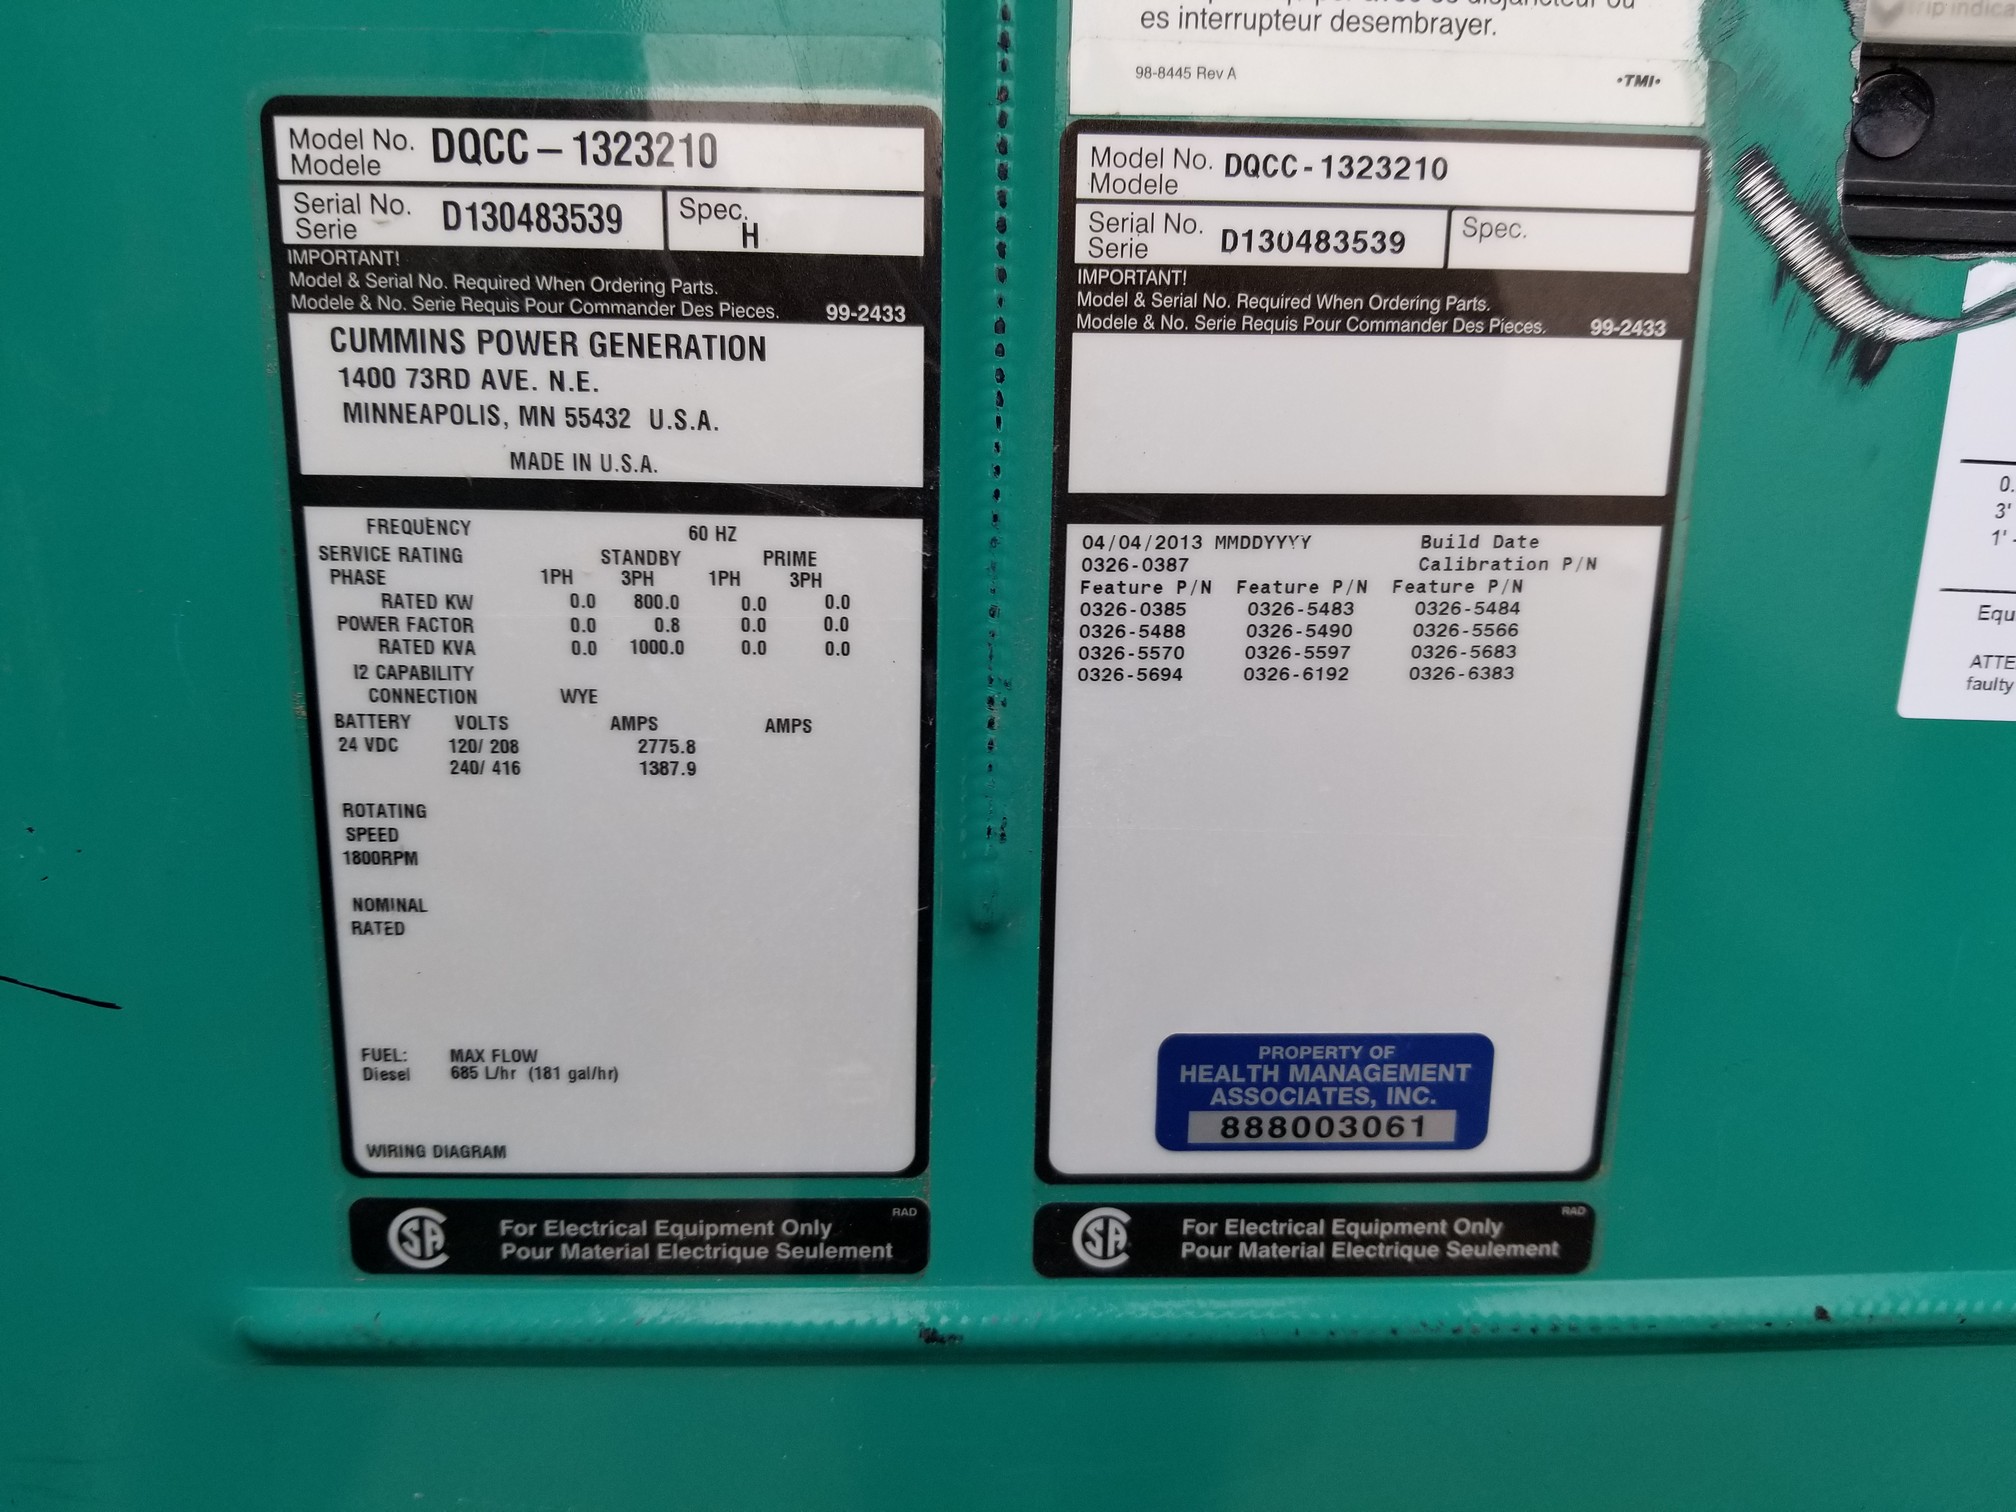 Model No. DQCC - 1323210
Modele
Serial No. D130483539 Spec. H
Serie
IMPORTANT!
Model & Serial No. Required When Ordering Parts.
Modele & No. Serie Requis Pour Commander Des Pieces. 99-2433
CUMMINS POWER GENERATION
1400 73RD AVE. N.E.
MINNEAPOLIS, MN 55432 U.S.A.
MADE IN U.S.A.
FREQUENCY 60 HZ
SERVICE RATING STANDBY PRIME
PHASE 1PH 3PH 1PH 3PH
RATED KW 0.0 800.0 0.0 0.0
POWER FACTOR 0.0 0.8 0.0 0.0
RATED KVA 0.0 1000.0 0.0 0.0
I2 CAPABILITY
CONNECTION WYE
BATTERY VOLTS AMPS AMPS
24 VDC 120/ 208 2775.8
240/ 416 1387.9
ROTATING
SPEED
1800RPM
NOMINAL
RATED
FUEL: MAX FLOW
Diesel 685 L/hr (181 gal/hr)
WIRING DIAGRAM
RAD
CSA For Electrical Equipment Only
Pour Material Electrique Seulement
es interrupteur desembrayer.
98-8445 Rev A •TMI•
Model No. DQCC - 1323210
Modele
Serial No. D130483539 Spec.
Serie
IMPORTANT!
Model & Serial No. Required When Ordering Parts.
Modele & No. Serie Requis Pour Commander Des Pieces. 99-2433
04/04/2013 MMDDYYYY Build Date
0326-0387 Calibration P/N
Feature P/N Feature P/N Feature P/N
0326-0385 0326-5483 0326-5484
0326-5488 0326-5490 0326-5566
0326-5570 0326-5597 0326-5683
0326-5694 0326-6192 0326-6383
PROPERTY OF
HEALTH MANAGEMENT
ASSOCIATES, INC.
888003061
RAD
CSA For Electrical Equipment Only
Pour Material Electrique Seulement
0.
3'
1' -
Equ
ATTE
faulty